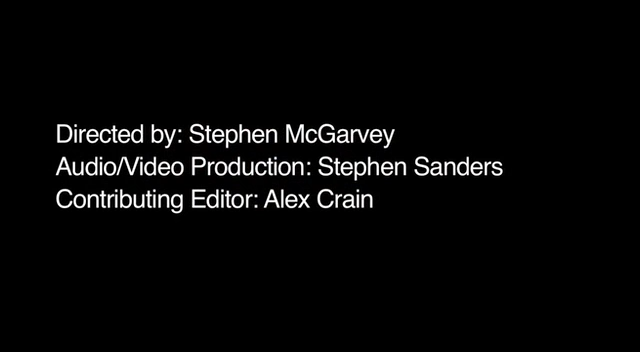 Directed by: Stephen McGarvey
Audio/Video Production: Stephen Sanders
Contributing Editor: Alex Crain